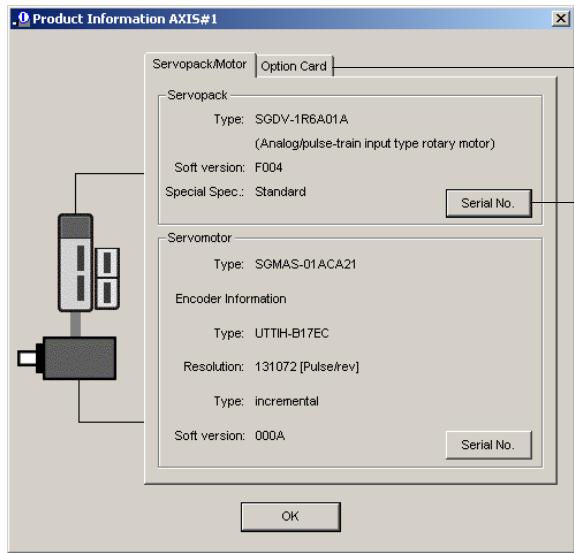 Product Information AXIS#1
Servopack/Motor
Option Card
Servopack
Type: SGDV-1R6A01A
(Analog/pulse-train input type rotary motor)
Soft version: F004
Special Spec.: Standard
Serial No.
Servomotor
Type: SGMAS-01ACA21
Encoder Information
Type: UTTIH-B17EC
Resolution: 131072 [Pulse/rev]
Type: incremental
Soft version: 000A
Serial No.
OK